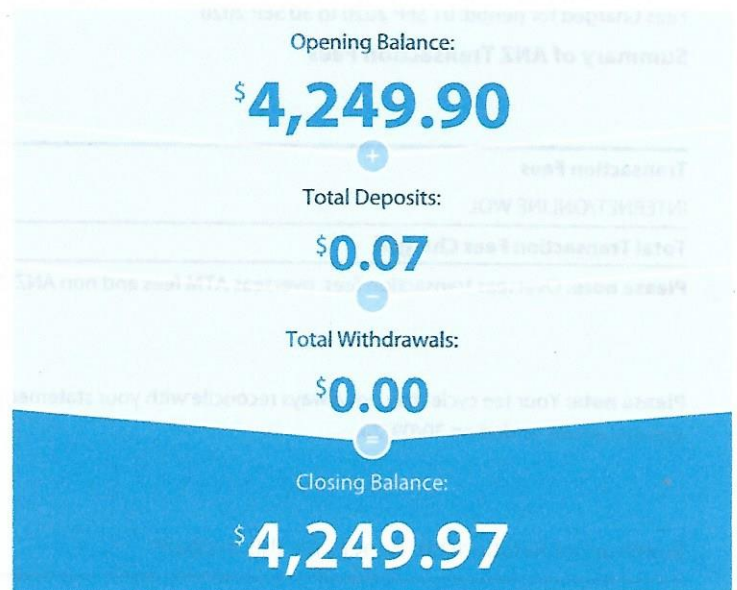 Opening Balance:
$4,249.90
+
Total Deposits:
$0.07
-
Total Withdrawals:
$0.00
=
Closing Balance:
$4,249.97